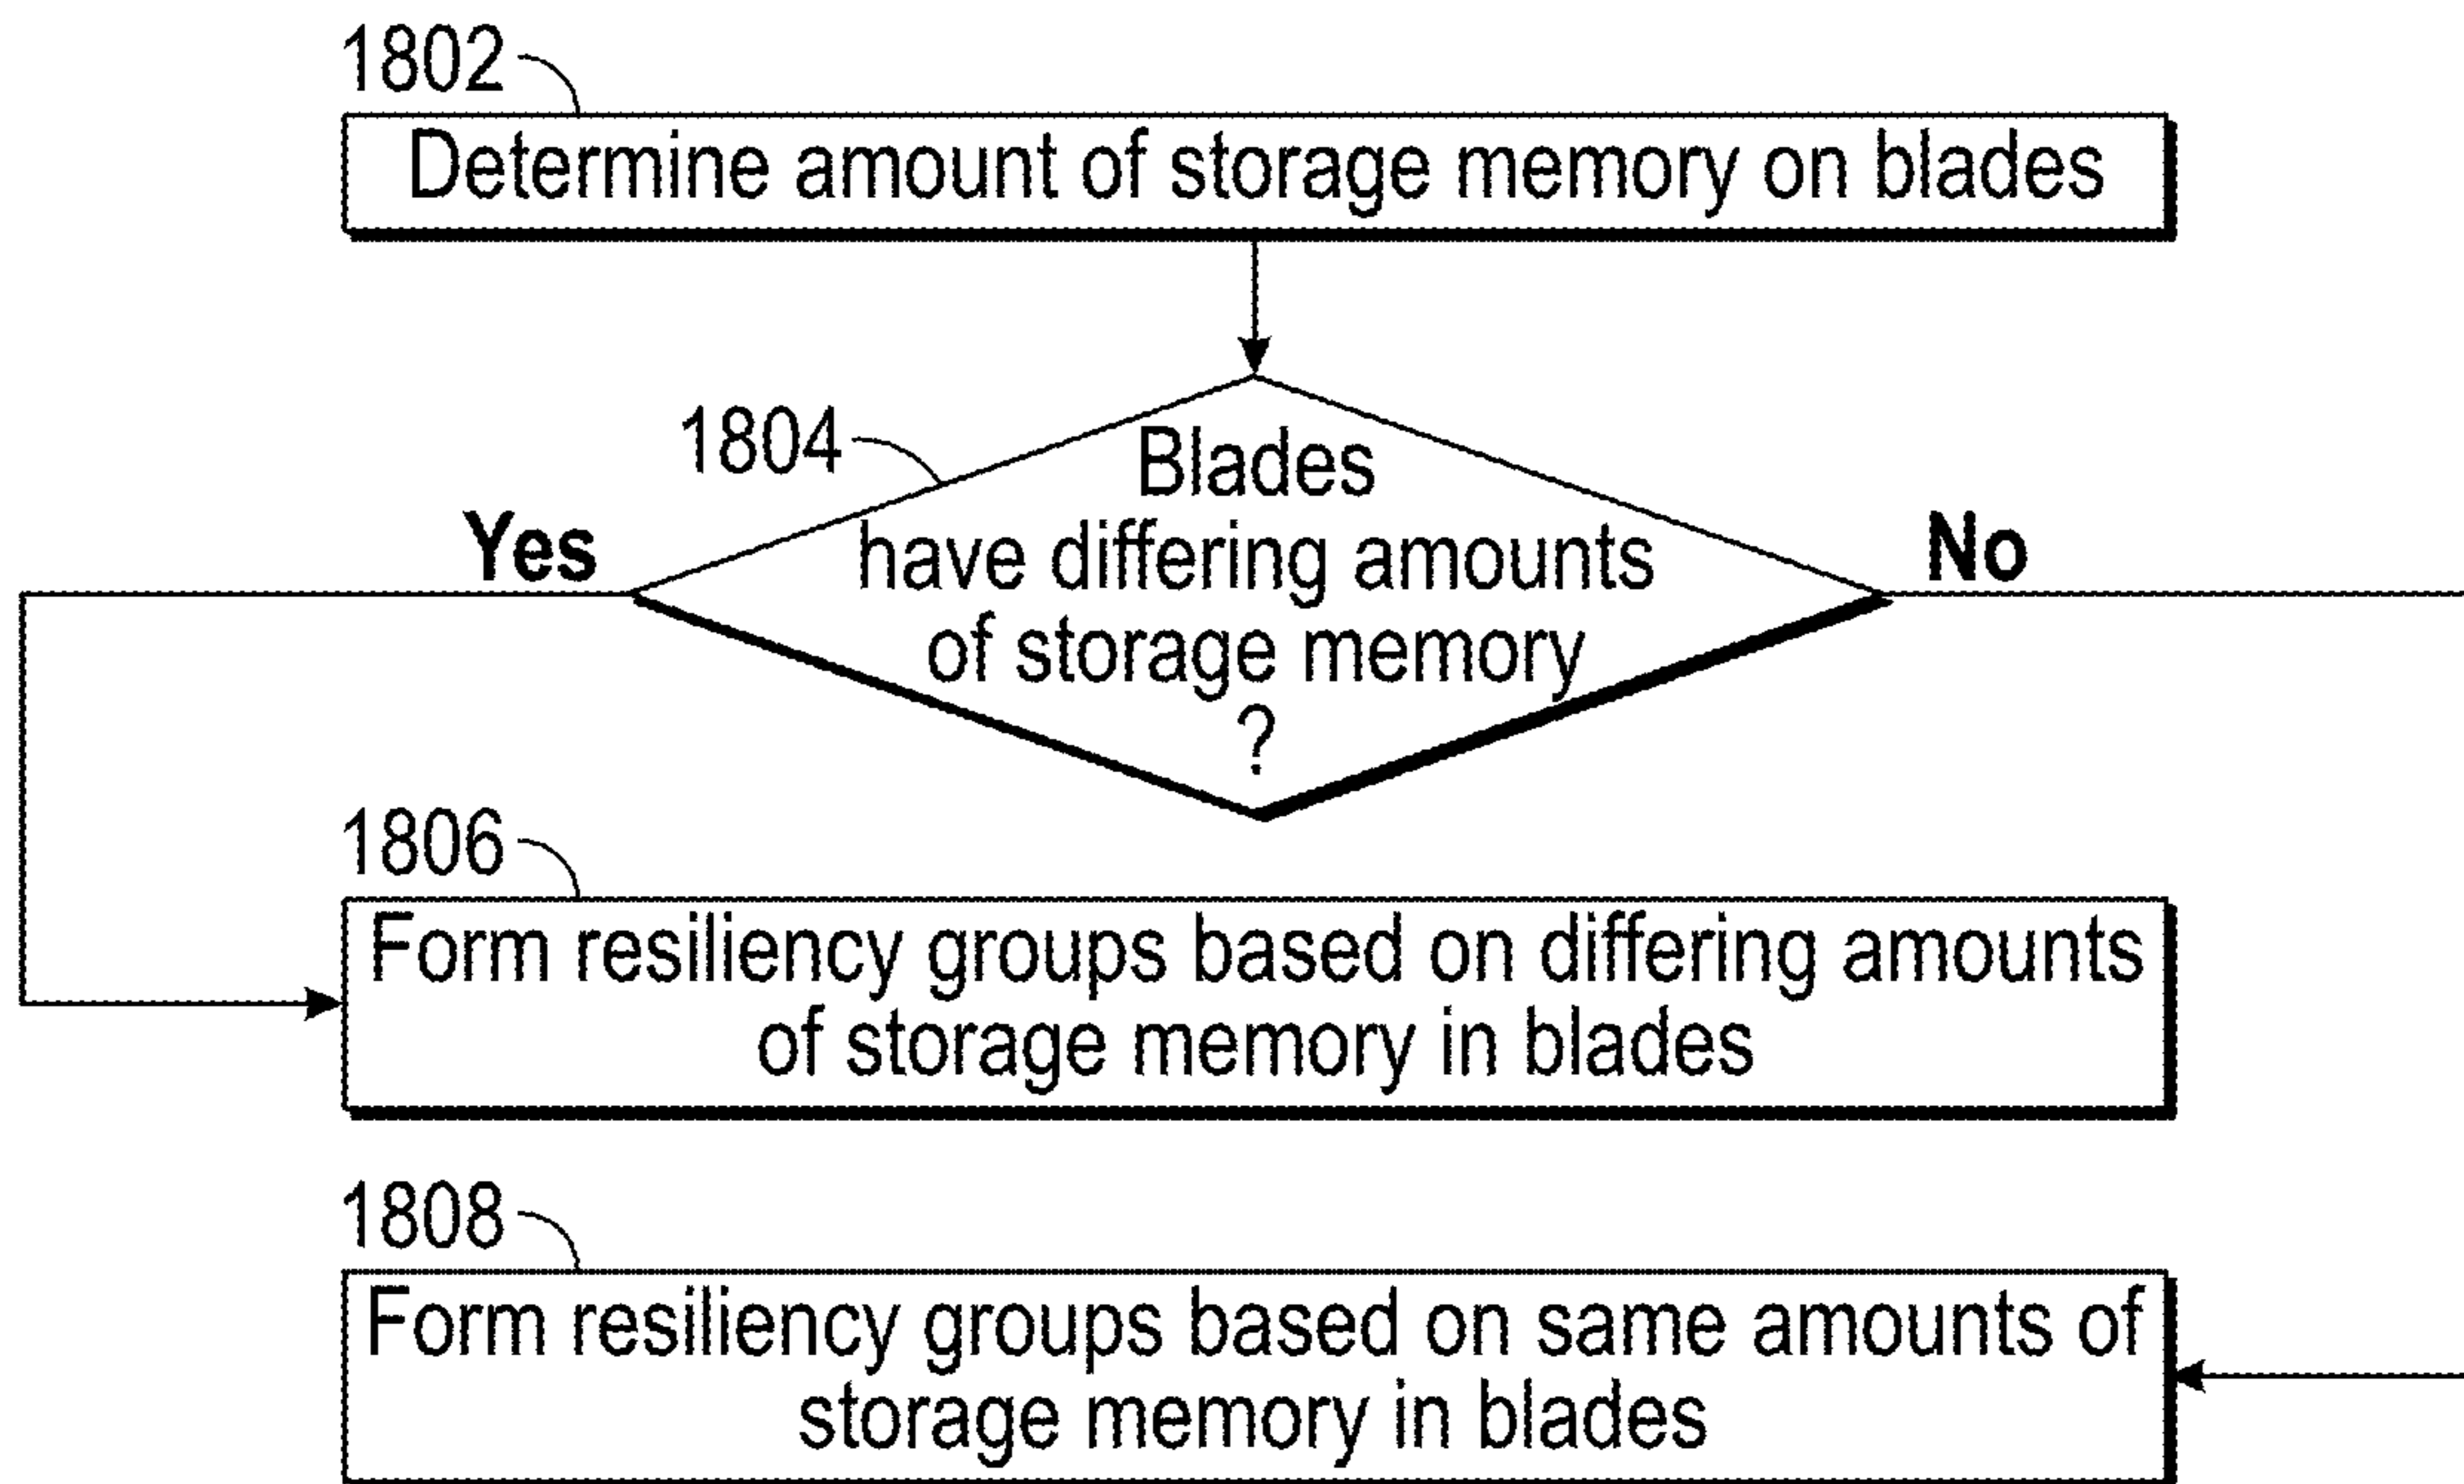 1802
Determine amount of storage memory on blades
1804
Blades
have differing amounts
of storage memory
?
Yes
No
1806
Form resiliency groups based on differing amounts
of storage memory in blades
1808
Form resiliency groups based on same amounts of
storage memory in blades